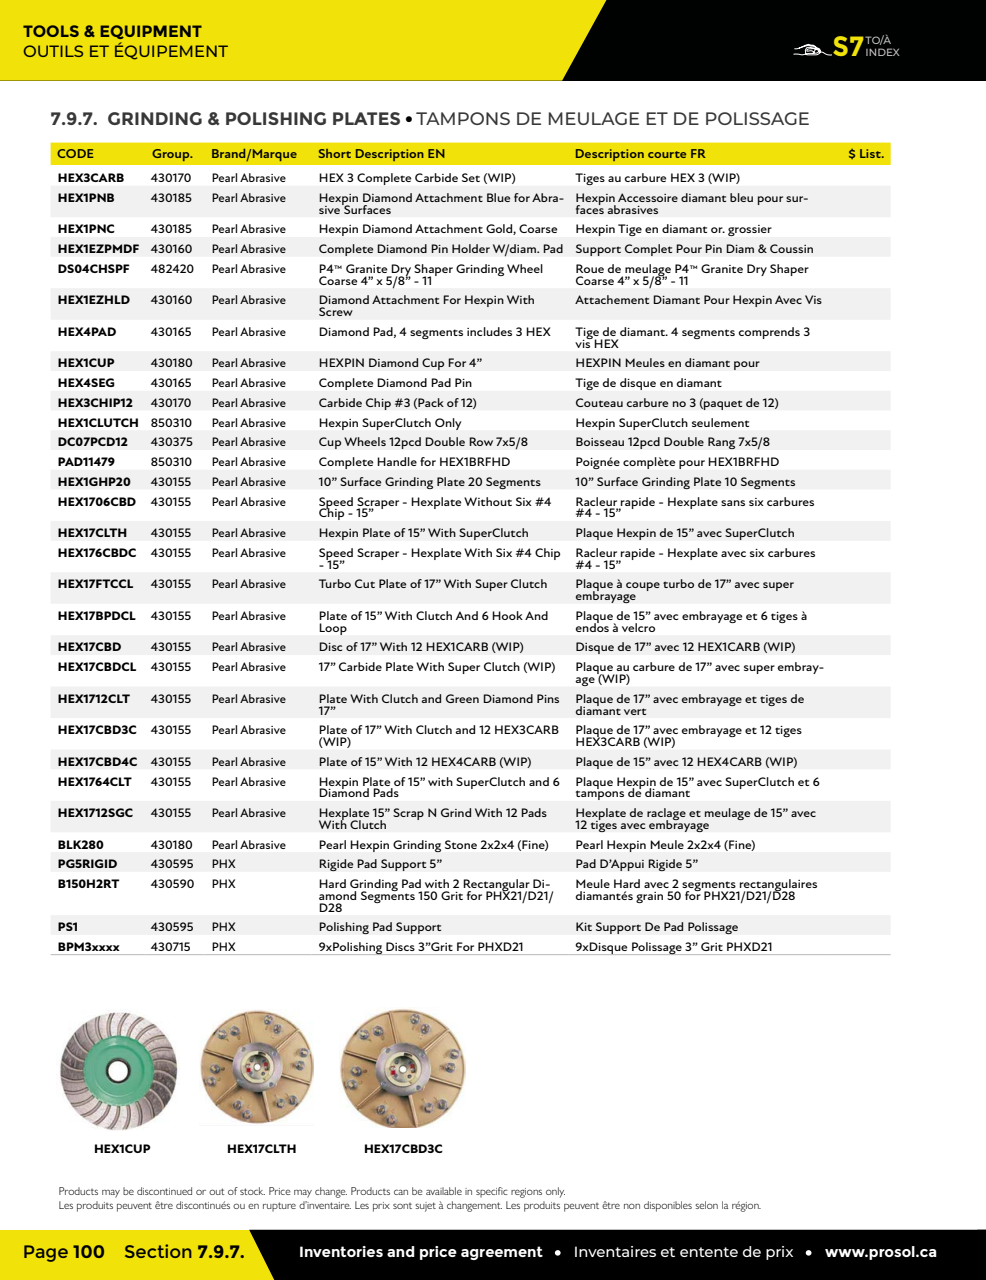 TOOLS & EQUIPMENT
OUTILS ET ÉQUIPEMENT
S7 TO/À
INDEX
7.9.7. GRINDING & POLISHING PLATES • TAMPONS DE MEULAGE ET DE POLISSAGE
CODE Group. Brand/Marque Short Description EN Description courte FR $ List.
HEX3CARB 430170 Pearl Abrasive HEX 3 Complete Carbide Set (WIP) Tiges au carbure HEX 3 (WIP)
HEX1PNB 430185 Pearl Abrasive Hexpin Diamond Attachment Blue for Abra- Hexpin Accessoire diamant bleu pour sur-
sive Surfaces faces abrasives
HEX1PNC 430185 Pearl Abrasive Hexpin Diamond Attachment Gold, Coarse Hexpin Tige en diamant or. grossier
HEX1EZPMDF 430160 Pearl Abrasive Complete Diamond Pin Holder W/diam. Pad Support Complet Pour Pin Diam & Coussin
DS04CHSPF 482420 Pearl Abrasive P4™ Granite Dry Shaper Grinding Wheel Roue de meulage P4™ Granite Dry Shaper
Coarse 4” x 5/8” - 11 Coarse 4” x 5/8” - 11
HEX1EZHLD 430160 Pearl Abrasive Diamond Attachment For Hexpin With Attachement Diamant Pour Hexpin Avec Vis
Screw
HEX4PAD 430165 Pearl Abrasive Diamond Pad, 4 segments includes 3 HEX Tige de diamant. 4 segments comprends 3
vis HEX
HEX1CUP 430180 Pearl Abrasive HEXPIN Diamond Cup For 4” HEXPIN Meules en diamant pour
HEX4SEG 430165 Pearl Abrasive Complete Diamond Pad Pin Tige de disque en diamant
HEX3CHIP12 430170 Pearl Abrasive Carbide Chip #3 (Pack of 12) Couteau carbure no 3 (paquet de 12)
HEX1CLUTCH 850310 Pearl Abrasive Hexpin SuperClutch Only Hexpin SuperClutch seulement
DC07PCD12 430375 Pearl Abrasive Cup Wheels 12pcd Double Row 7x5/8 Boisseau 12pcd Double Rang 7x5/8
PAD11479 850310 Pearl Abrasive Complete Handle for HEX1BRFHD Poignée complète pour HEX1BRFHD
HEX1GHP20 430155 Pearl Abrasive 10” Surface Grinding Plate 20 Segments 10” Surface Grinding Plate 10 Segments
HEX1706CBD 430155 Pearl Abrasive Speed Scraper - Hexplate Without Six #4 Racleur rapide - Hexplate sans six carbures
Chip - 15” #4 - 15”
HEX17CLTH 430155 Pearl Abrasive Hexpin Plate of 15” With SuperClutch Plaque Hexpin de 15” avec SuperClutch
HEX176CBDC 430155 Pearl Abrasive Speed Scraper - Hexplate With Six #4 Chip Racleur rapide - Hexplate avec six carbures
- 15” #4 - 15”
HEX17FTCCL 430155 Pearl Abrasive Turbo Cut Plate of 17” With Super Clutch Plaque à coupe turbo de 17” avec super
embrayage
HEX17BPDCL 430155 Pearl Abrasive Plate of 15” With Clutch And 6 Hook And Plaque de 15” avec embrayage et 6 tiges à
Loop endos à velcro
HEX17CBD 430155 Pearl Abrasive Disc of 17” With 12 HEX1CARB (WIP) Disque de 17” avec 12 HEX1CARB (WIP)
HEX17CBDCL 430155 Pearl Abrasive 17” Carbide Plate With Super Clutch (WIP) Plaque au carbure de 17” avec super embray-
age (WIP)
HEX1712CLT 430155 Pearl Abrasive Plate With Clutch and Green Diamond Pins Plaque de 17” avec embrayage et tiges de
17” diamant vert
HEX17CBD3C 430155 Pearl Abrasive Plate of 17” With Clutch and 12 HEX3CARB Plaque de 17” avec embrayage et 12 tiges
(WIP) HEX3CARB (WIP)
HEX17CBD4C 430155 Pearl Abrasive Plate of 15” With 12 HEX4CARB (WIP) Plaque de 15” avec 12 HEX4CARB (WIP)
HEX1764CLT 430155 Pearl Abrasive Hexpin Plate of 15” with SuperClutch and 6 Plaque Hexpin de 15” avec SuperClutch et 6
Diamond Pads tampons de diamant
HEX1712SGC 430155 Pearl Abrasive Hexplate 15” Scrap N Grind With 12 Pads Hexplate de raclage et meulage de 15” avec
With Clutch 12 tiges avec embrayage
BLK280 430180 Pearl Abrasive Pearl Hexpin Grinding Stone 2x2x4 (Fine) Pearl Hexpin Meule 2x2x4 (Fine)
PG5RIGID 430595 PHX Rigide Pad Support 5” Pad D’Appui Rigide 5”
B150H2RT 430590 PHX Hard Grinding Pad with 2 Rectangular Di- Meule Hard avec 2 segments rectangulaires
amond Segments 150 Grit for PHX21/D21/ diamantés grain 50 for PHX21/D21/D28
D28
PS1 430595 PHX Polishing Pad Support Kit Support De Pad Polissage
BPM3xxxx 430715 PHX 9xPolishing Discs 3”Grit For PHXD21 9xDisque Polissage 3” Grit PHXD21
HEX1CUP HEX17CLTH HEX17CBD3C
Products may be discontinued or out of stock. Price may change. Products can be available in specific regions only.
Les produits peuvent être discontinués ou en rupture d’inventaire. Les prix sont sujet à changement. Les produits peuvent être non disponibles selon la région.
Page 100 Section 7.9.7. Inventories and price agreement • Inventaires et entente de prix • www.prosol.ca